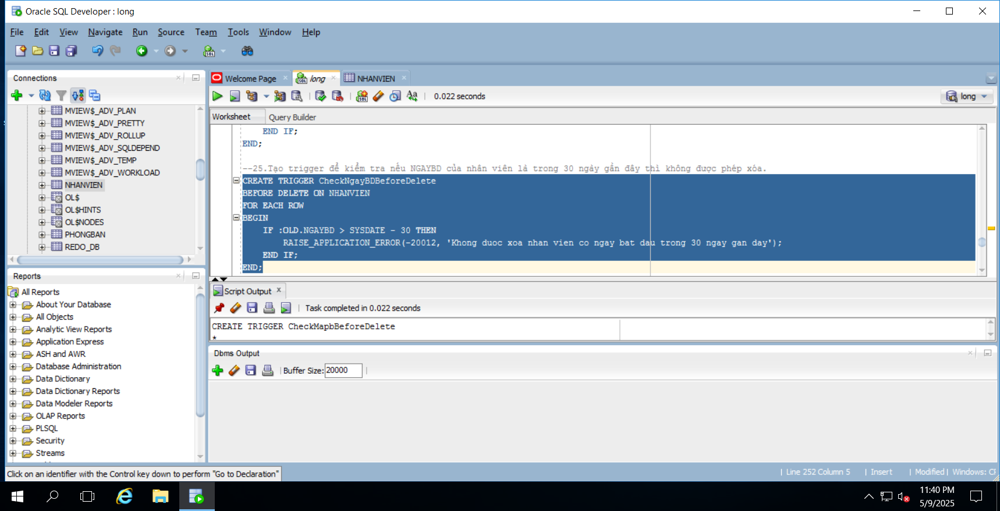 Oracle SQL Developer : long
File Edit View Navigate Run Source Team Tools Window Help
Connections
MVIEW$_ADV_PLAN
MVIEW$_ADV_PRETTY
MVIEW$_ADV_ROLLUP
MVIEW$_ADV_SQLDEPEND
MVIEW$_ADV_TEMP
MVIEW$_ADV_WORKLOAD
NHANVIEN
OL$
OL$HINTS
OL$NODES
PHONGBAN
REDO_DB
Reports
All Reports
About Your Database
All Objects
Analytic View Reports
Application Express
ASH and AWR
Database Administration
Data Dictionary
Data Dictionary Reports
Data Modeler Reports
OLAP Reports
PLSQL
Security
Streams
Welcome Page long NHANVIEN
0.022 seconds long
Worksheet Query Builder
END IF;
END;
--25.Tạo trigger để kiểm tra nếu NGAYBD của nhân viên là trong 30 ngày gần đây thì không được phép xóa.
CREATE TRIGGER CheckNgayBDBeforeDelete
BEFORE DELETE ON NHANVIEN
FOR EACH ROW
BEGIN
IF :OLD.NGAYBD > SYSDATE - 30 THEN
RAISE_APPLICATION_ERROR(-20012, 'Khong duoc xoa nhan vien co ngay bat dau trong 30 ngay gan day');
END IF;
END;
Script Output
Task completed in 0.022 seconds
CREATE TRIGGER CheckMapbBeforeDelete
*
Dbms Output
Buffer Size: 20000
Click on an identifier with the Control key down to perform "Go to Declaration"
Line 252 Column 5 Insert Modified Windows: CR
11:40 PM
5/9/2025